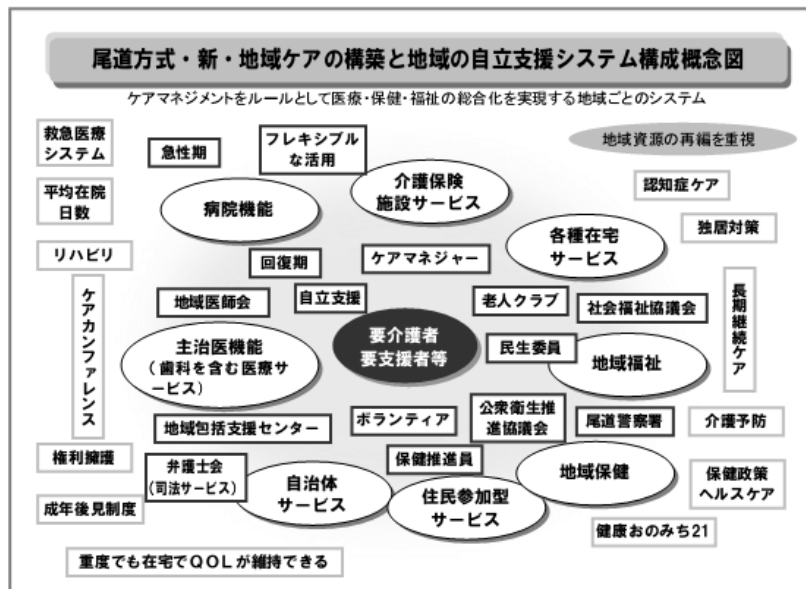 尾道方式・新・地域ケアの構築と地域の自立支援システム構成概念図
ケアマネジメントをルールとして医療・保健・福祉の総合化を実現する地域ごとのシステム
救急医療
システム
急性期
フレキシブル
な活用
地域資源の再編を重視
平均在院
日数
病院機能
介護保険
施設サービス
認知症ケア
リハビリ
回復期
ケアマネジャー
各種在宅
サービス
独居対策
ケアカンファレンス
地域医師会
自立支援
老人クラブ
社会福祉協議会
長期継続ケア
主治医機能
(歯科を含む医療サ
ービス)
要介護者
要支援者等
民生委員
地域福祉
地域包括支援センター
ボランティア
公衆衛生推
進協議会
尾道警察署
介護予防
権利擁護
弁護士会
(司法サービス)
自治体
サービス
保健推進員
住民参加型
サービス
地域保健
保健政策
ヘルスケア
成年後見制度
健康おのみち21
重度でも在宅でQOLが維持できる